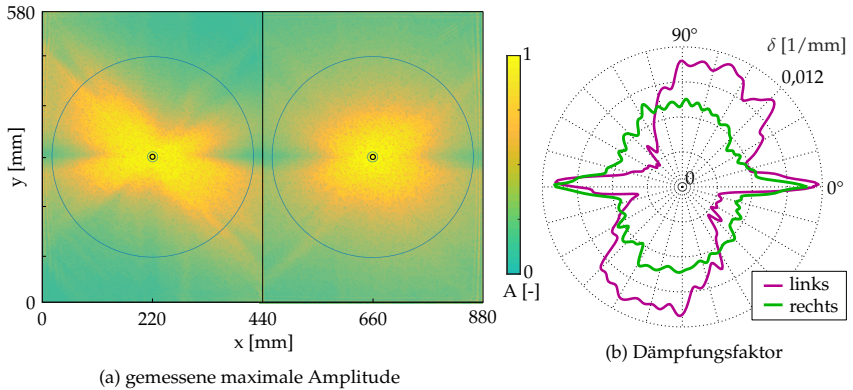 580
y [mm]
0
0
220
440
660
880
x [mm]
1
0
A [-]
(a) gemessene maximale Amplitude
90°
δ [1/mm]
0,012
0
0°
links
rechts
(b) Dämpfungsfaktor